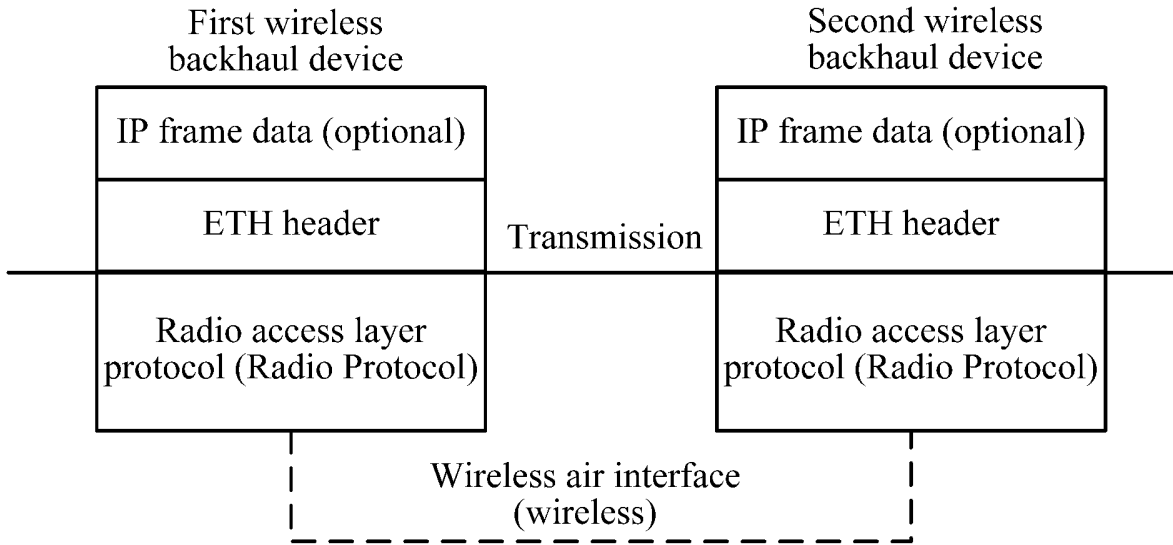 First wireless
backhaul device
Second wireless
backhaul device
IP frame data (optional)
IP frame data (optional)
ETH header
Transmission
ETH header
Radio access layer
protocol (Radio Protocol)
Radio access layer
protocol (Radio Protocol)
Wireless air interface
(wireless)